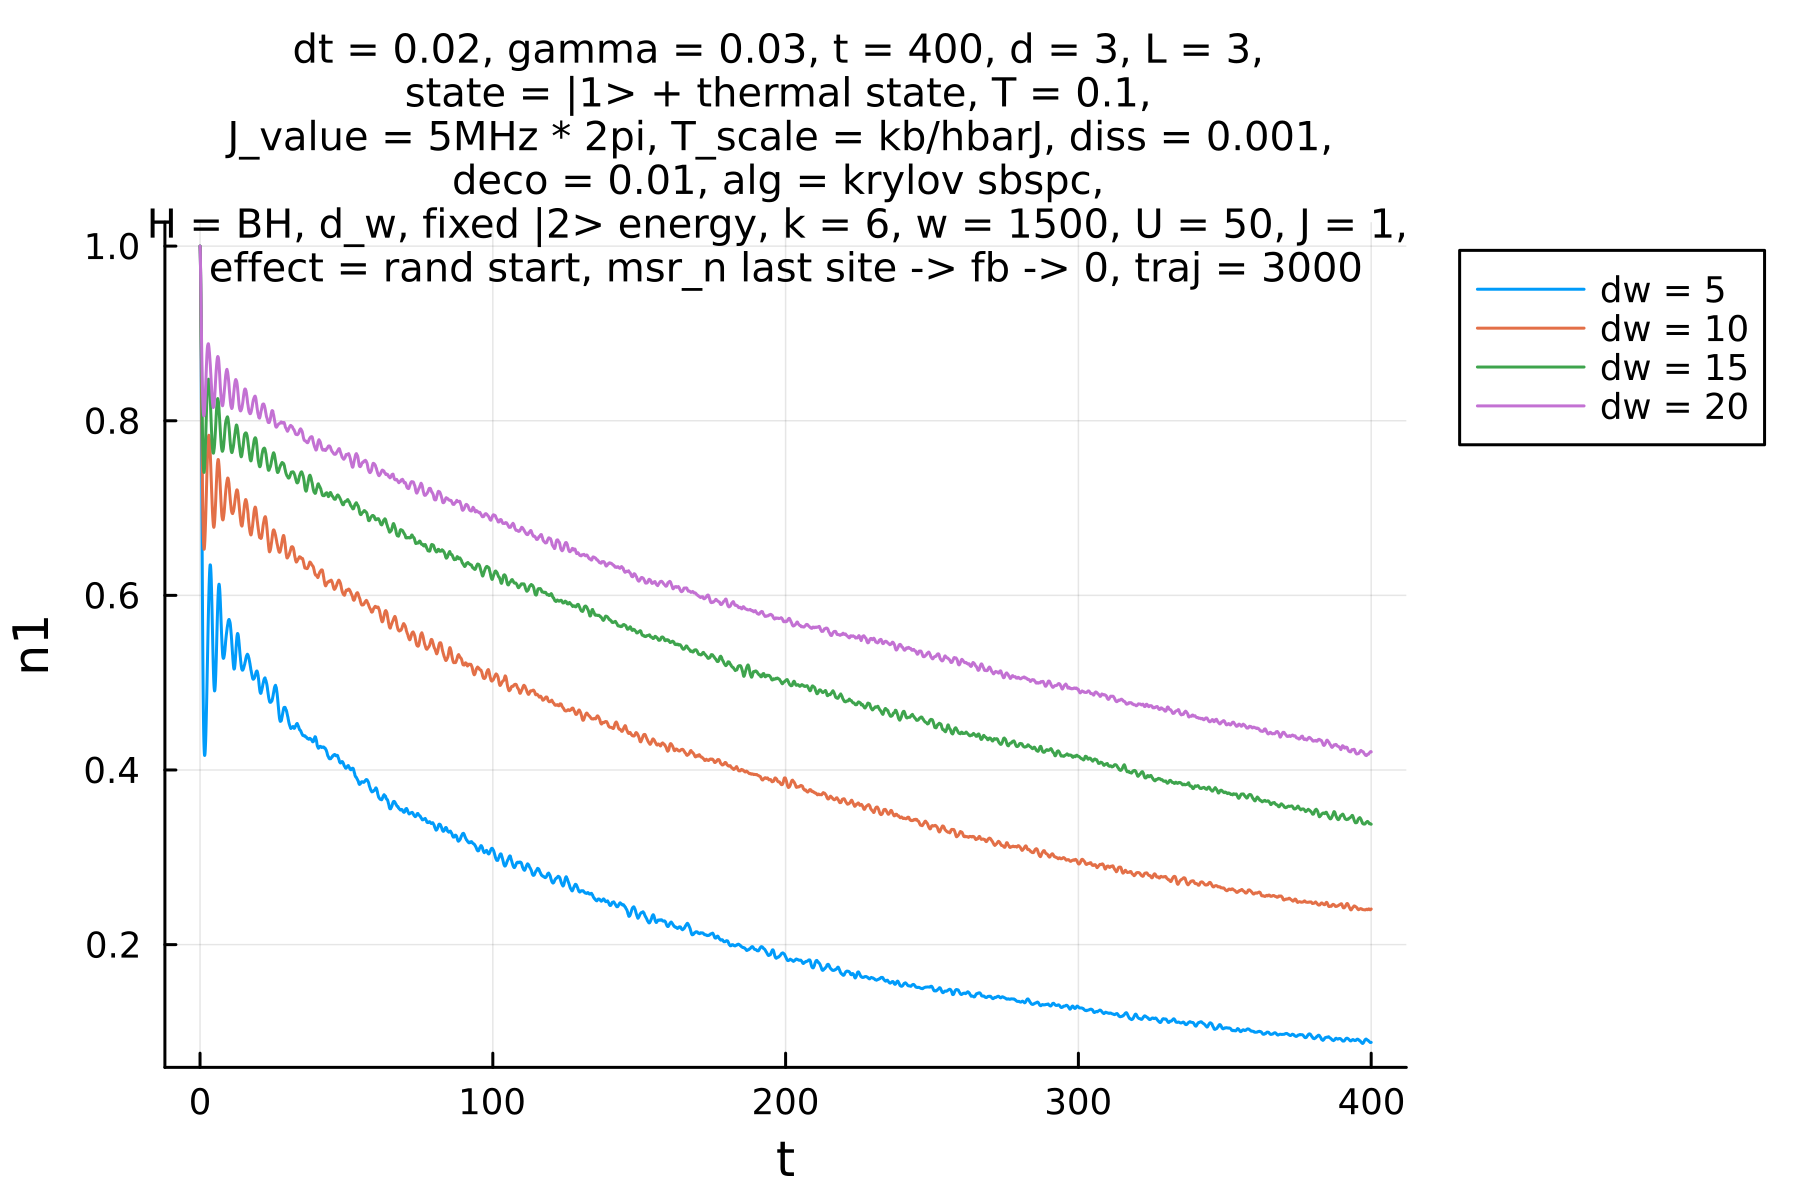 dt = 0.02, gamma = 0.03, t = 400, d = 3, L = 3,
state = |1> + thermal state, T = 0.1,
J_value = 5MHz * 2pi, T_scale = kb/hbarJ, diss = 0.001,
deco = 0.01, alg = krylov sbspc,
H = BH, d_w, fixed |2> energy, k = 6, w = 1500, U = 50, J = 1,
effect = rand start, msr_n last site -> fb -> 0, traj = 3000
1.0
0.8
0.6
0.4
0.2
n1
0 100 200 300 400
t
dw = 5
dw = 10
dw = 15
dw = 20